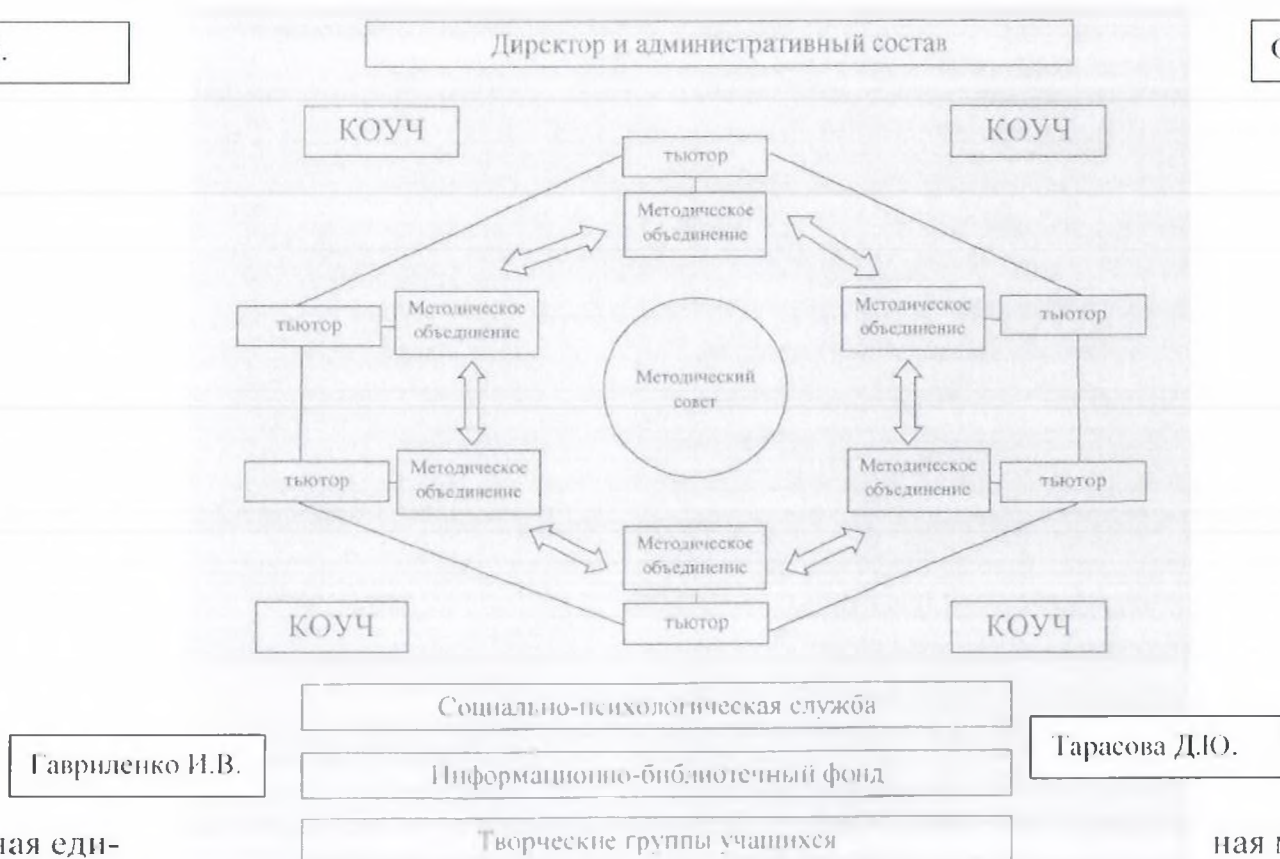 Директор и административный состав
КОУЧ
КОУЧ
тьютор
Методическое
объединение
тьютор
Методическое
объединение
Методическое
объединение
тьютор
Методический
совет
тьютор
Методическое
объединение
Методическое
объединение
тьютор
Методическое
объединение
тьютор
КОУЧ
КОУЧ
Социально-психологическая служба
Гавриленко И.В.
Тарасова Д.Ю.
Информационно-библиотечный фонд
Творческие группы учащихся
ная еди-
ная